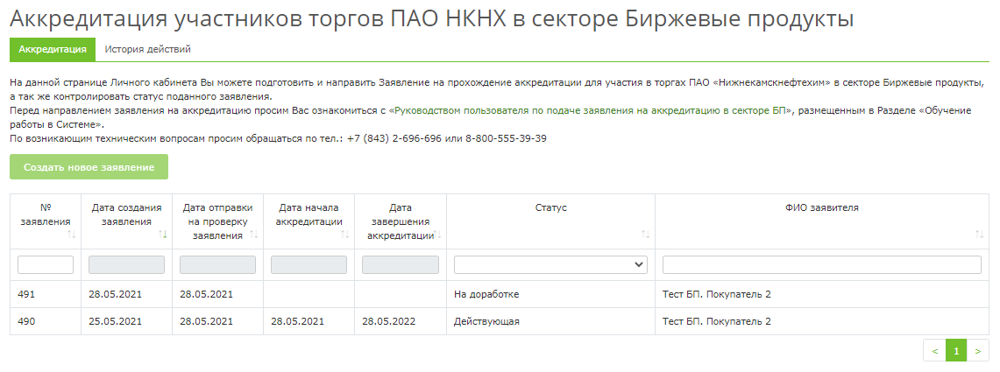 Аккредитация участников торгов ПАО НКНХ в секторе Биржевые продукты
Аккредитация История действий
На данной странице Личного кабинета Вы можете подготовить и направить Заявление на прохождение аккредитации для участия в торгах ПАО «Нижнекамскнефтехим» в секторе Биржевые продукты,
а так же контролировать статус поданного заявления.
Перед направлением заявления на аккредитацию просим Вас ознакомиться с «Руководством пользователя по подаче заявления на аккредитацию в секторе БП», размещенным в Разделе «Обучение
работы в Системе».
По возникающим техническим вопросам просим обращаться по тел.: +7 (843) 2-696-696 или 8-800-555-39-39
Создать новое заявление
№ заявления
Дата создания заявления
Дата отправки на проверку заявления
Дата начала аккредитации
Дата завершения аккредитации
Статус
ФИО заявителя
491 28.05.2021 28.05.2021 На доработке Тест БП. Покупатель 2
490 25.05.2021 28.05.2021 28.05.2021 28.05.2022 Действующая Тест БП. Покупатель 2
< 1 >